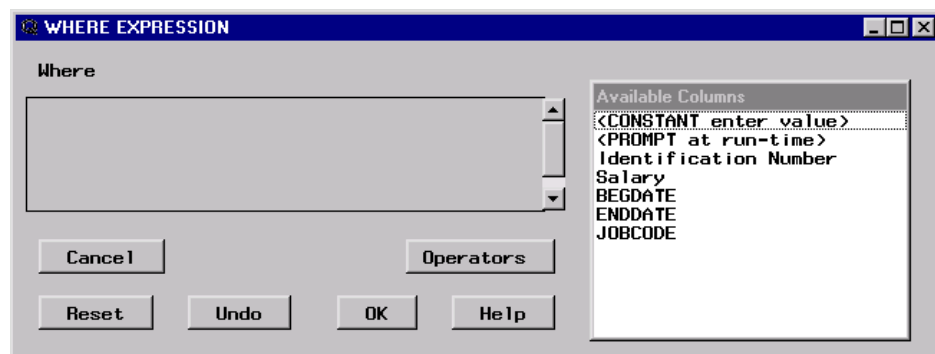 WHERE EXPRESSION
Where
Available Columns
<CONSTANT enter value>
<PROMPT at run-time>
Identification Number
Salary
BEGDATE
ENDDATE
JOBCODE
Cancel
Operators
Reset
Undo
OK
Help